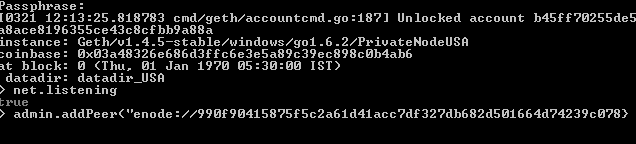 Passphrase:
I0321 12:13:25.818783 cmd/geth/accountcmd.go:187] Unlocked account b45ff70255de5
a8ace8196355ce43c8cfbb9a88a
instance: Geth/v1.4.5-stable/windows/go1.6.2/PrivateNodeUSA
coinbase: 0x03a48326e686d3ffc6e3e5a89c39ec898c0b4ab6
at block: 0 (Thu, 01 Jan 1970 05:30:00 IST)
datadir: datadir_USA
> net.listening
true
> admin.addPeer("enode://990f90415875f5c2a61d41acc7df327db682d501664d74239c078}